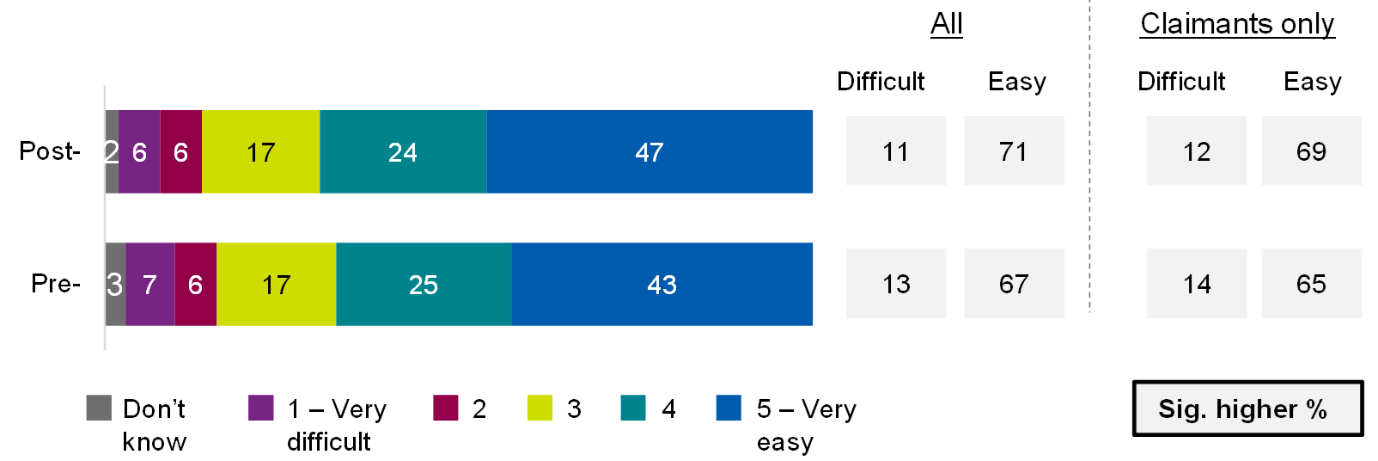 All Claimants only
Difficult Easy Difficult Easy
Post- 2 6 6 17 24 47 11 71 12 69
Pre- 3 7 6 17 25 43 13 67 14 65
Don't know 1 – Very difficult 2 3 4 5 – Very easy
Sig. higher %